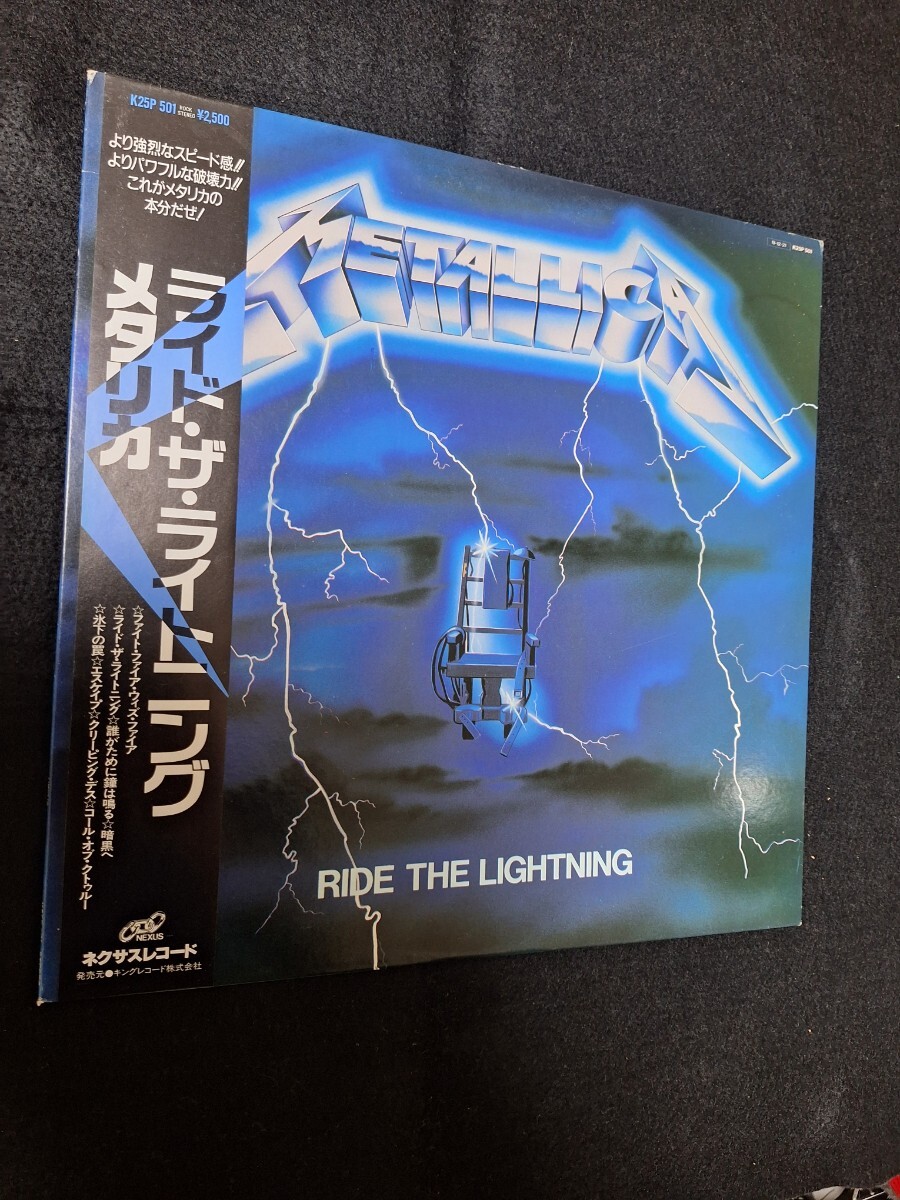 K25P 501 ROCK STEREO ¥2,500
より強烈なスピード感!!
よりパワフルな破壊力!!
これがメタリカの
本分だぜ!
ライド・ザ・ライトニング
メタリカ
☆ファイト・ファイア・ウィズ・ファイア
☆ライド・ザ・ライトニング☆誰がために鐘は鳴る☆暗黒へ
☆氷下の罠☆エスケイプ☆クリーピング・デス☆コール・オブ・クトゥルー
NEXUS
ネクサスレコード
発売元●キングレコード株式会社
METALLICA
K25P 501
RIDE THE LIGHTNING